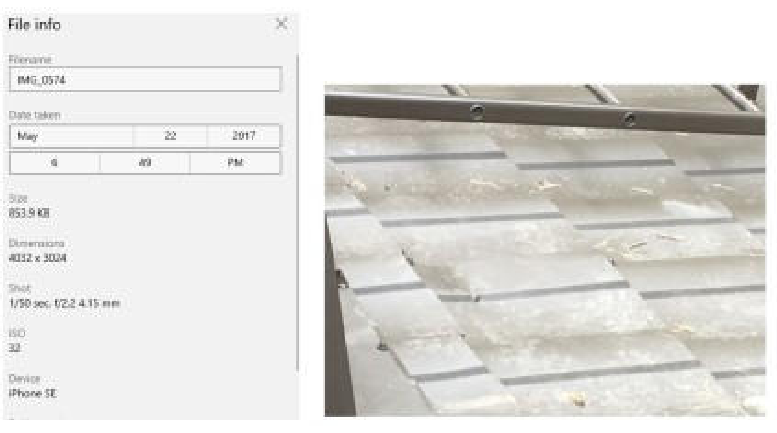 File info
Filename
IMG_0574
Date taken
May 22 2017
6 49 PM
Size
853.9 KB
Dimensions
4032 x 3024
Shot
1/50 sec. f/2.2 4.15 mm
ISO
32
Device
iPhone SE